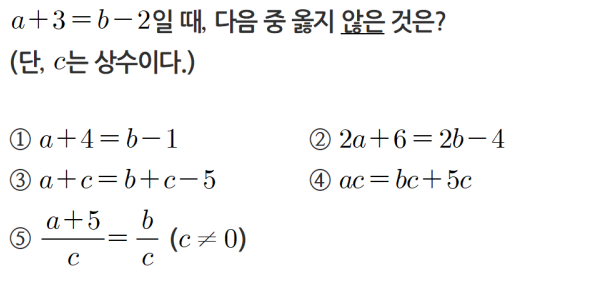 a+3=b-2일 때, 다음 중 옳지 않은 것은?
(단, c는 상수이다.)
① a+4=b-1 ② 2a+6=2b-4
③ a+c=b+c-5 ④ ac=bc+5c
⑤ \frac{a+5}{c}=\frac{b}{c} (c≠0)